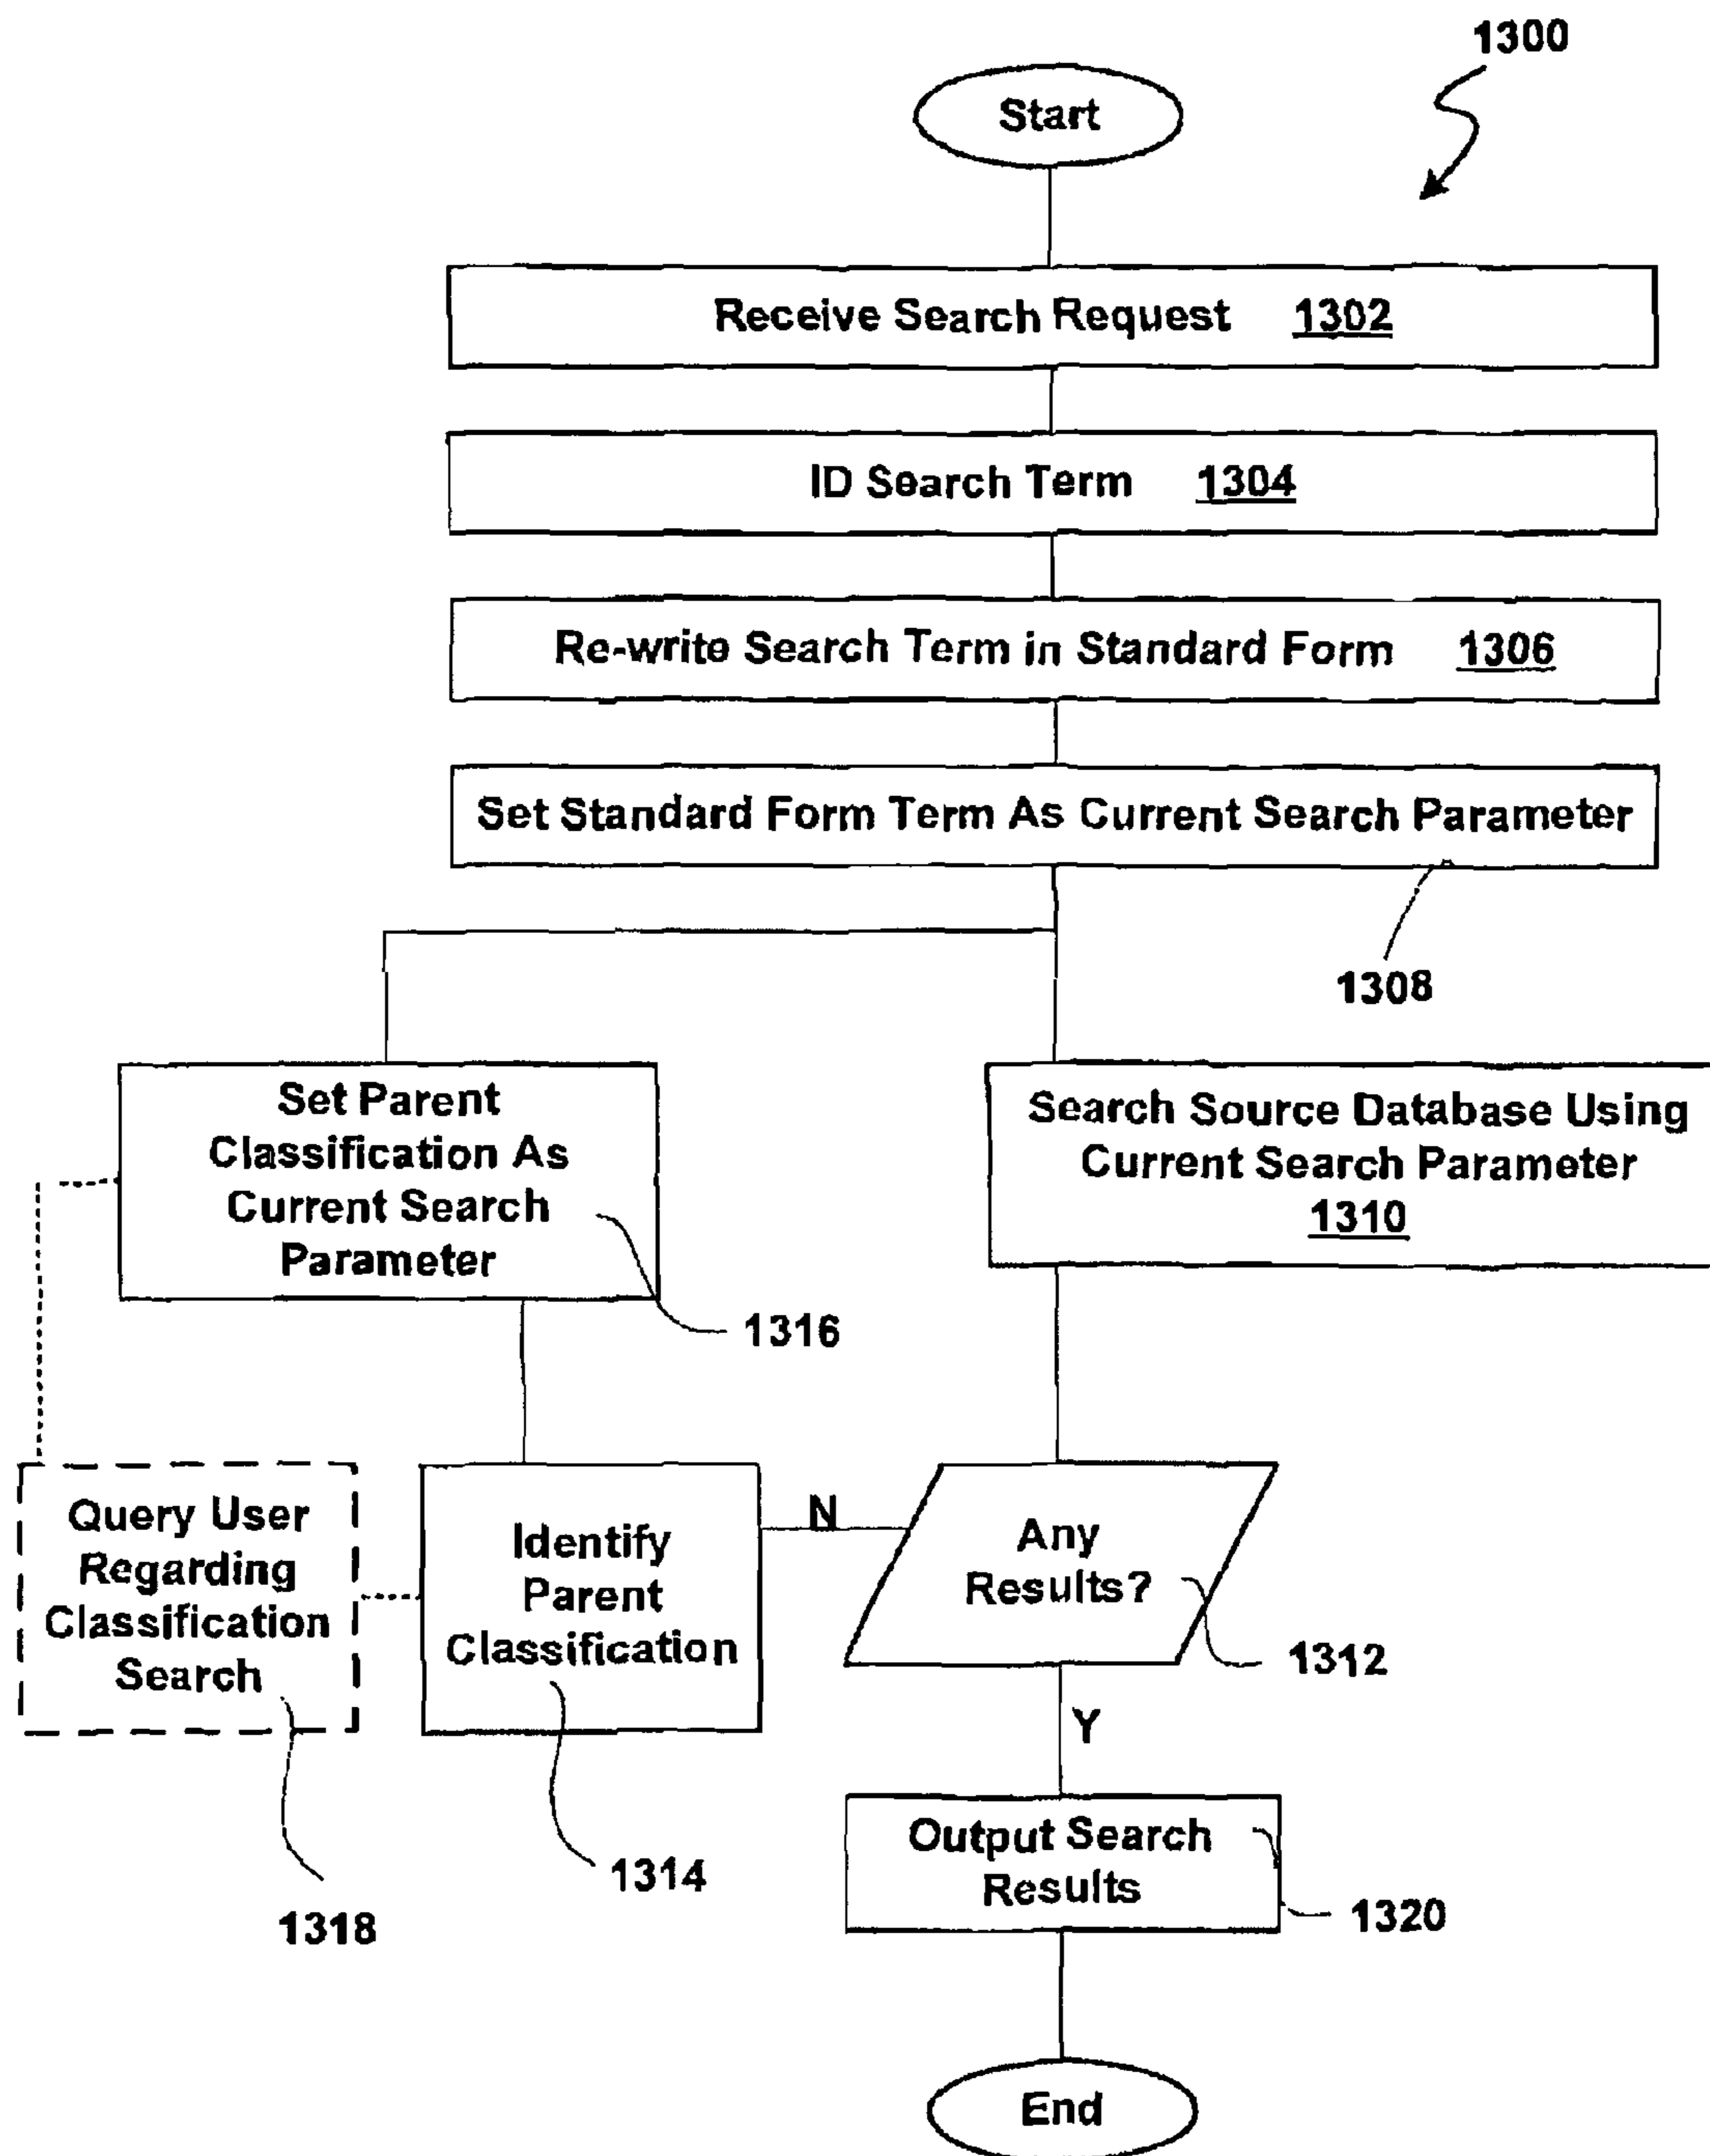 1300
Start
Receive Search Request 1302
ID Search Term 1304
Re-write Search Term in Standard Form 1306
Set Standard Form Term As Current Search Parameter
1308
Set Parent
Classification As
Current Search
Parameter
1316
Search Source Database Using
Current Search Parameter
1310
Query User
Regarding
Classification
Search
1318
Identify
Parent
Classification
1314
N
Any
Results?
1312
Y
Output Search
Results
1320
End